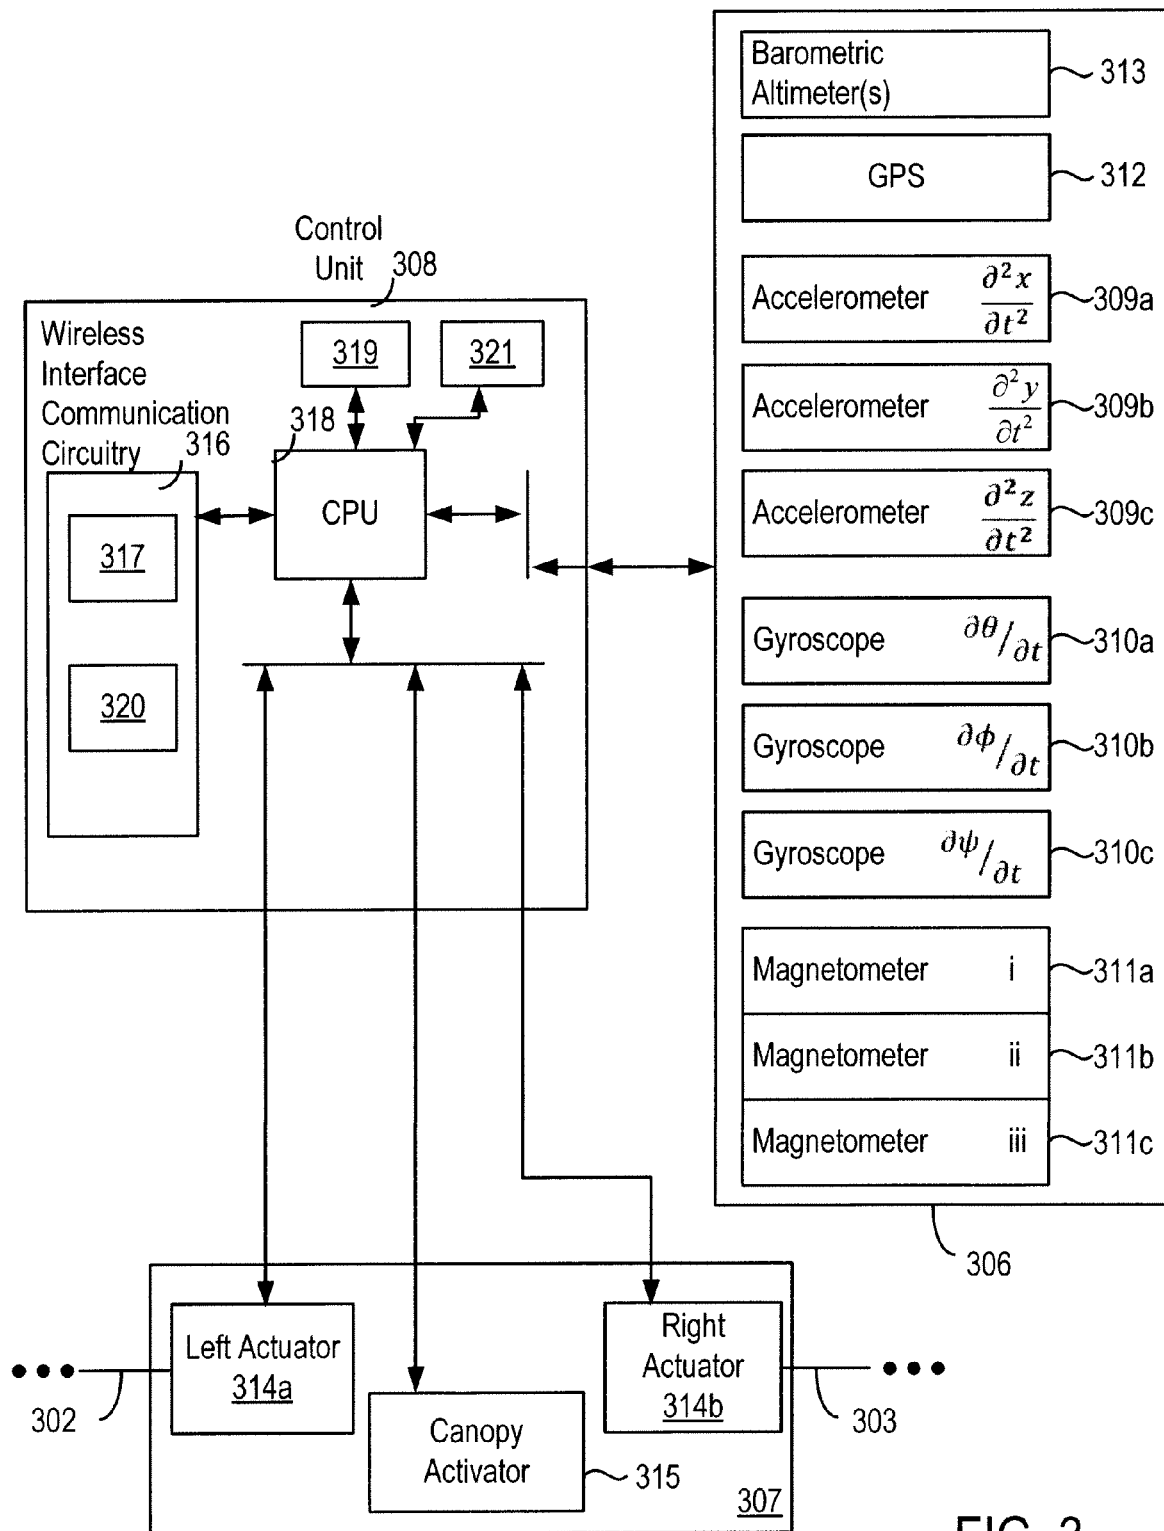 Barometric
Altimeter(s)
313
GPS
312
Control
Unit
308
Accelerometer ∂²x/∂t²
309a
Wireless
Interface
Communication
Circuitry
316
319
321
318
Accelerometer ∂²y/∂t²
309b
CPU
Accelerometer ∂²z/∂t²
309c
317
320
Gyroscope ∂θ/∂t
310a
Gyroscope ∂ϕ/∂t
310b
Gyroscope ∂ψ/∂t
310c
Magnetometer i
311a
Magnetometer ii
311b
Magnetometer iii
311c
306
Left Actuator
314a
302
Right
Actuator
314b
303
Canopy
Activator
315
307